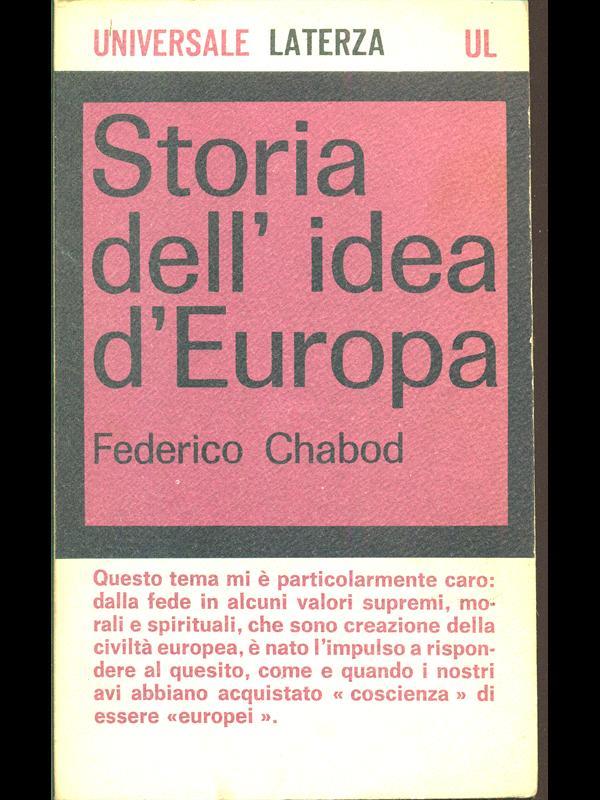 UNIVERSALE LATERZA UL
Storia
dell' idea
d'Europa
Federico Chabod
Questo tema mi è particolarmente caro:
dalla fede in alcuni valori supremi, mo-
rali e spirituali, che sono creazione della
civiltà europea, è nato l'impulso a rispon-
dere al quesito, come e quando i nostri
avi abbiano acquistato « coscienza » di
essere «europei ».